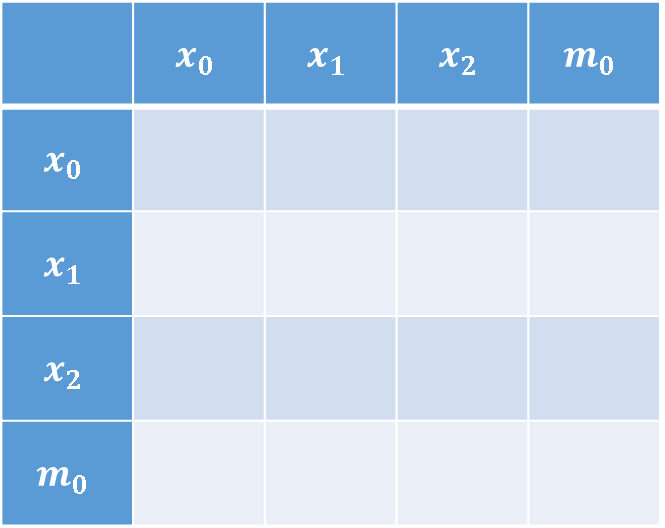 x₀ x₁ x₂ m₀
x₀
x₁
x₂
m₀